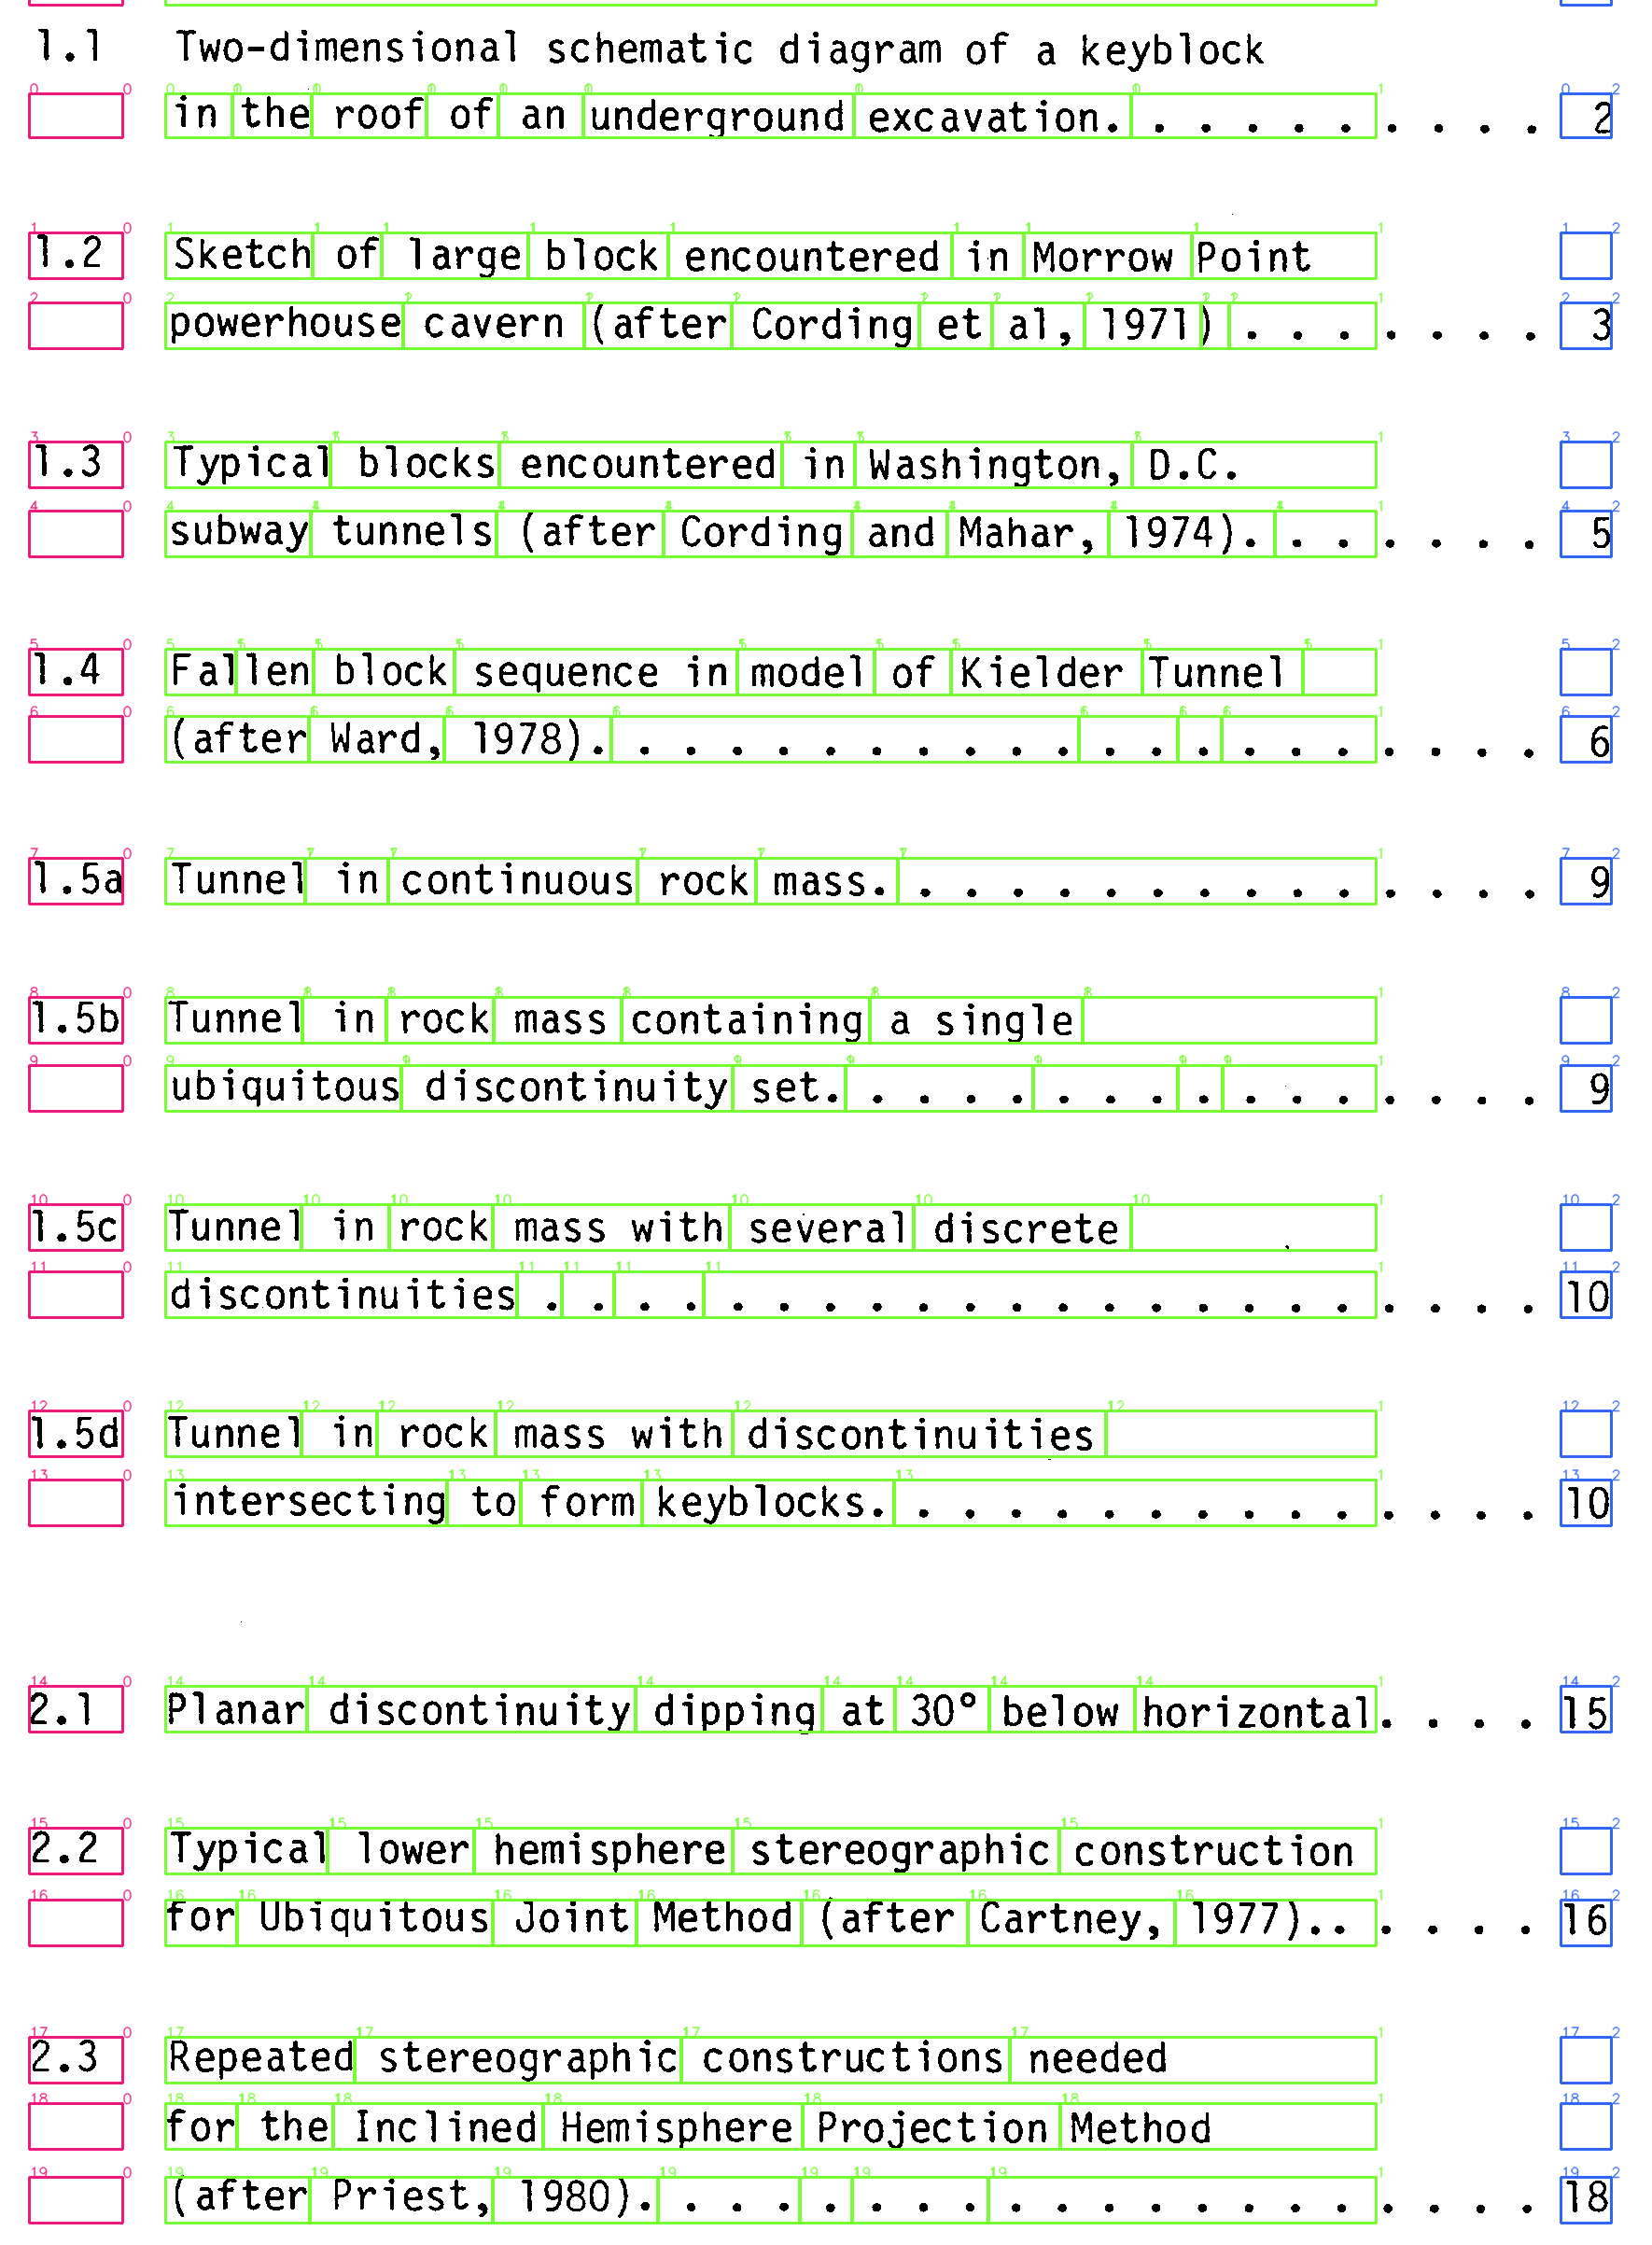 1.1 Two-dimensional schematic diagram of a keyblock
in the roof of an underground excavation. . . . . . . . . . 2
1.2 Sketch of large block encountered in Morrow Point
powerhouse cavern (after Cording et al, 1971) . . . . . . . 3
1.3 Typical blocks encountered in Washington, D.C.
subway tunnels (after Cording and Mahar, 1974). . . . . . . 5
1.4 Fallen block sequence in model of Kielder Tunnel
(after Ward, 1978). . . . . . . . . . . . . . . . . . . . . 6
1.5a Tunnel in continuous rock mass. . . . . . . . . . . . . . . 9
1.5b Tunnel in rock mass containing a single
ubiquitous discontinuity set. . . . . . . . . . . . . . . . 9
1.5c Tunnel in rock mass with several discrete
discontinuities . . . . . . . . . . . . . . . . . . . . . . 10
1.5d Tunnel in rock mass with discontinuities
intersecting to form keyblocks. . . . . . . . . . . . . . . 10
2.1 Planar discontinuity dipping at 30° below horizontal. . . . 15
2.2 Typical lower hemisphere stereographic construction
for Ubiquitous Joint Method (after Cartney, 1977).. . . . . 16
2.3 Repeated stereographic constructions needed
for the Inclined Hemisphere Projection Method
(after Priest, 1980). . . . . . . . . . . . . . . . . . . . 18